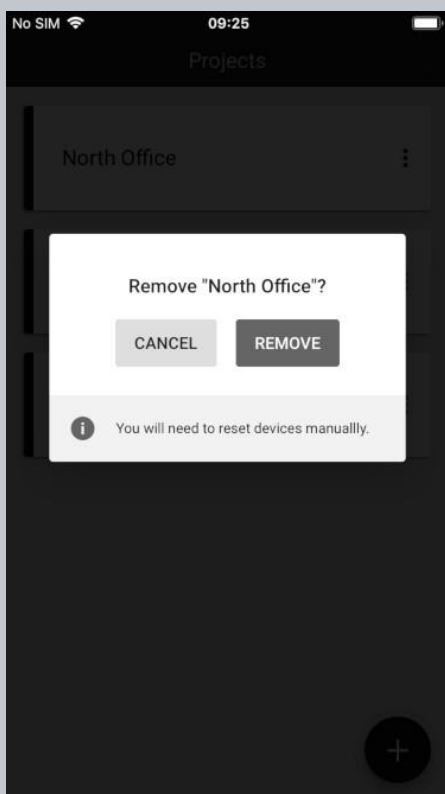 No SIM 09:25
Projects
North Office
Remove "North Office"?
CANCEL REMOVE
You will need to reset devices manuallly.